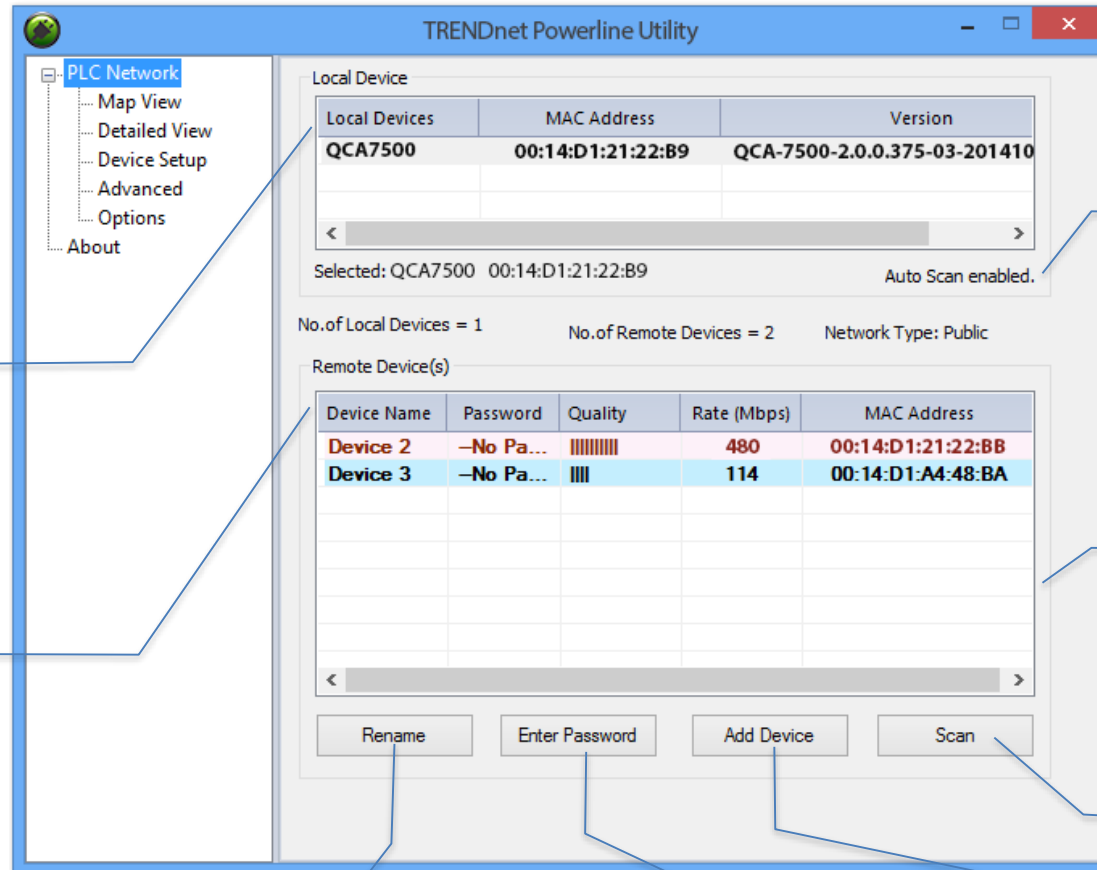 TRENDnet Powerline Utility
PLC Network
Map View
Detailed View
Device Setup
Advanced
Options
About
Local Device
Local Devices MAC Address Version
QCA7500 00:14:D1:21:22:B9 QCA-7500-2.0.0.375-03-201410
Selected: QCA7500 00:14:D1:21:22:B9 Auto Scan enabled.
No.of Local Devices = 1 No.of Remote Devices = 2 Network Type: Public
Remote Device(s)
Device Name Password Quality Rate (Mbps) MAC Address
Device 2 –No Pa... |||||||||| 480 00:14:D1:21:22:BB
Device 3 –No Pa... |||| 114 00:14:D1:A4:48:BA
Rename Enter Password Add Device Scan